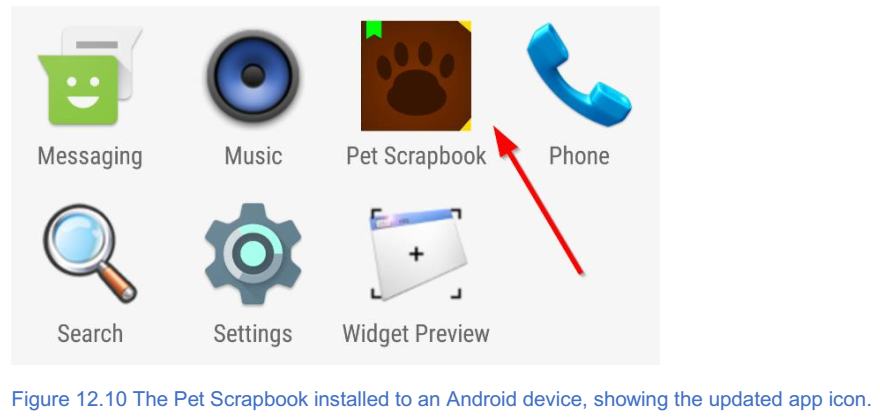 Messaging Music Pet Scrapbook Phone
Search Settings Widget Preview
Figure 12.10 The Pet Scrapbook installed to an Android device, showing the updated app icon.